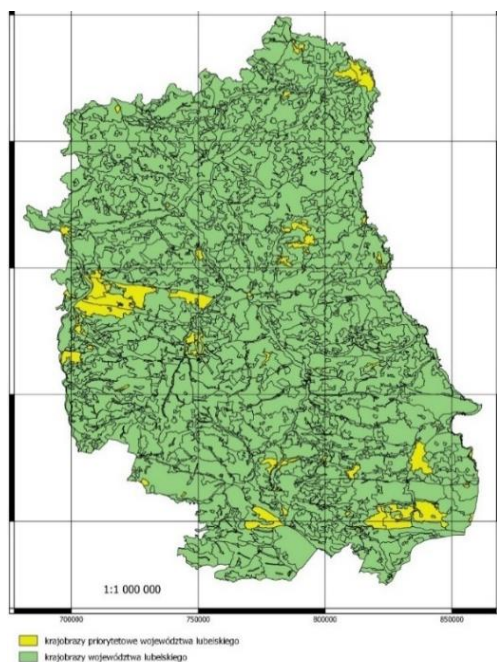 1:1 000 000
700000 750000 800000 850000
krajobrazy priorytetowe województwa lubelskiego
krajobrazy województwa lubelskiego